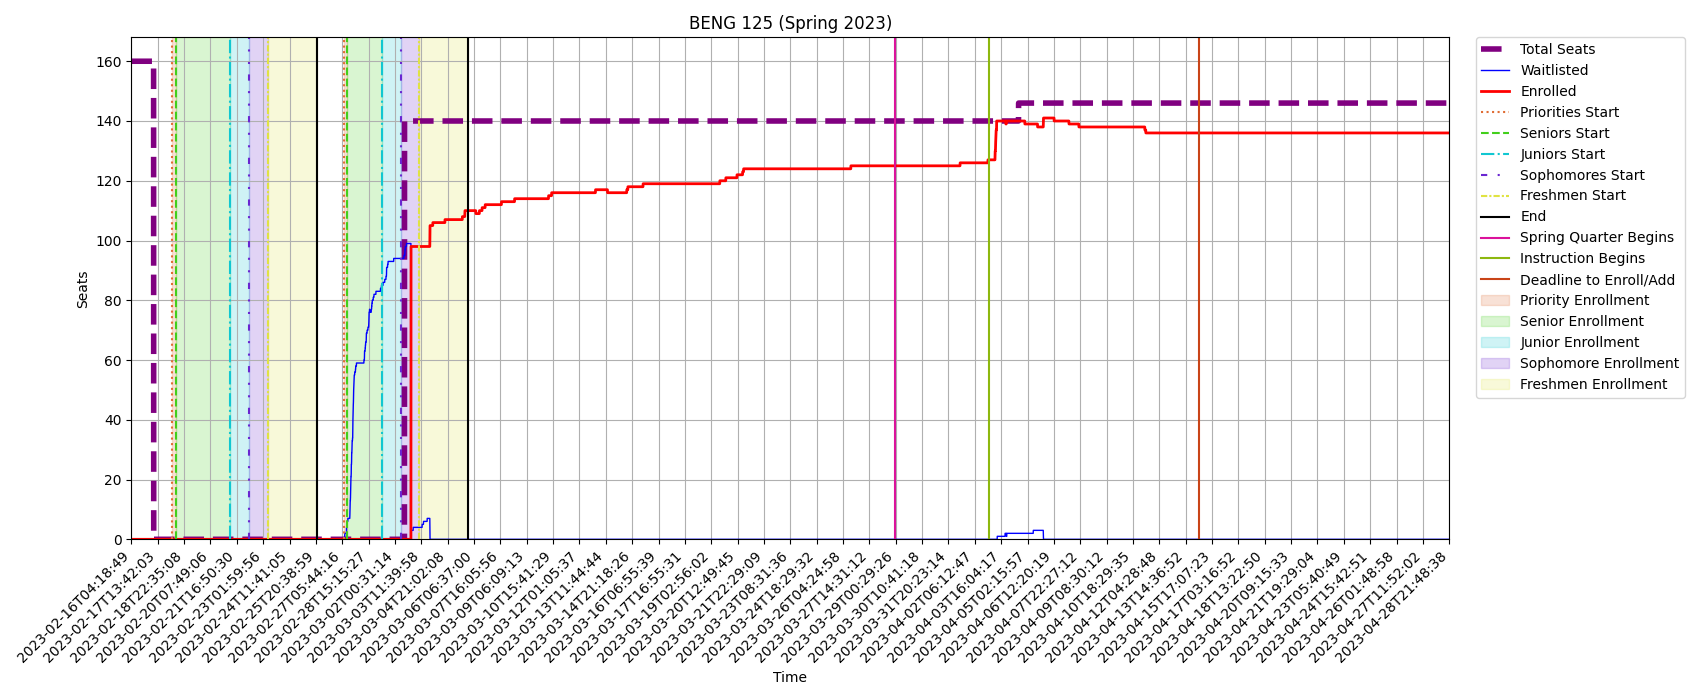 BENG 125 (Spring 2023)
Seats
160
140
120
100
80
60
40
20
0
2023-02-16T04:18:49
2023-02-17T13:42:03
2023-02-18T22:35:08
2023-02-20T07:49:06
2023-02-21T16:50:30
2023-02-23T01:59:56
2023-02-24T11:41:05
2023-02-25T20:38:59
2023-02-27T05:44:16
2023-02-28T15:15:27
2023-03-02T00:31:14
2023-03-03T11:39:58
2023-03-04T21:02:08
2023-03-06T06:37:00
2023-03-07T16:05:56
2023-03-09T06:09:13
2023-03-10T15:41:29
2023-03-12T01:05:37
2023-03-13T11:44:44
2023-03-14T21:18:26
2023-03-16T06:55:39
2023-03-17T16:55:31
2023-03-19T02:56:02
2023-03-20T12:49:45
2023-03-21T22:29:09
2023-03-23T08:31:36
2023-03-24T18:29:32
2023-03-26T04:24:58
2023-03-27T14:31:12
2023-03-29T00:29:26
2023-03-30T10:41:18
2023-03-31T20:23:14
2023-04-02T06:12:47
2023-04-03T16:04:17
2023-04-05T02:15:57
2023-04-06T12:20:19
2023-04-07T22:27:12
2023-04-09T08:30:12
2023-04-10T18:29:35
2023-04-12T04:28:48
2023-04-13T14:36:52
2023-04-15T17:07:23
2023-04-17T03:16:52
2023-04-18T13:22:50
2023-04-20T09:15:33
2023-04-21T19:29:04
2023-04-23T05:40:49
2023-04-24T15:42:51
2023-04-26T01:48:58
2023-04-27T11:52:02
2023-04-28T21:48:38
Time
Total Seats
Waitlisted
Enrolled
Priorities Start
Seniors Start
Juniors Start
Sophomores Start
Freshmen Start
End
Spring Quarter Begins
Instruction Begins
Deadline to Enroll/Add
Priority Enrollment
Senior Enrollment
Junior Enrollment
Sophomore Enrollment
Freshmen Enrollment